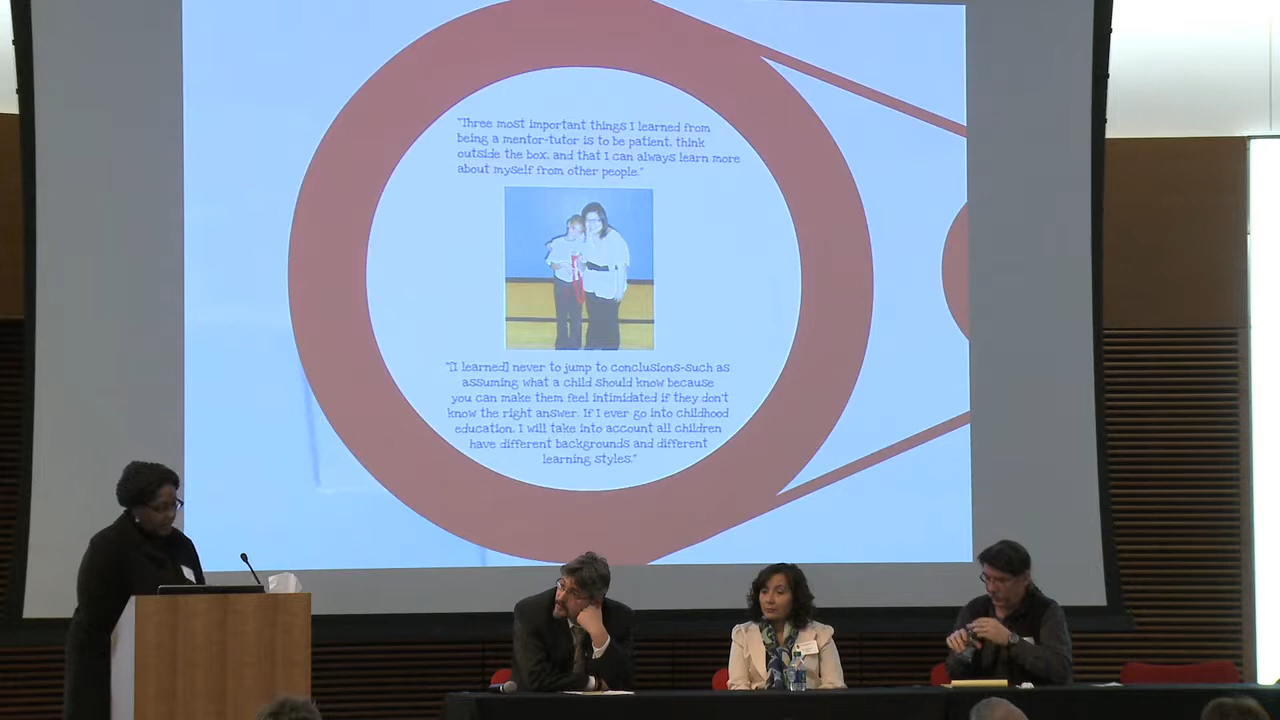 "Three most important things I learned from
being a mentor-tutor is to be patient, think
outside the box, and that I can always learn more
about myself from other people."
"[I learned] never to jump to conclusions-such as
assuming what a child should know because
you can make them feel intimidated if they don't
know the right answer. If I ever go into childhood
education, I will take into account all children
have different backgrounds and different
learning styles."